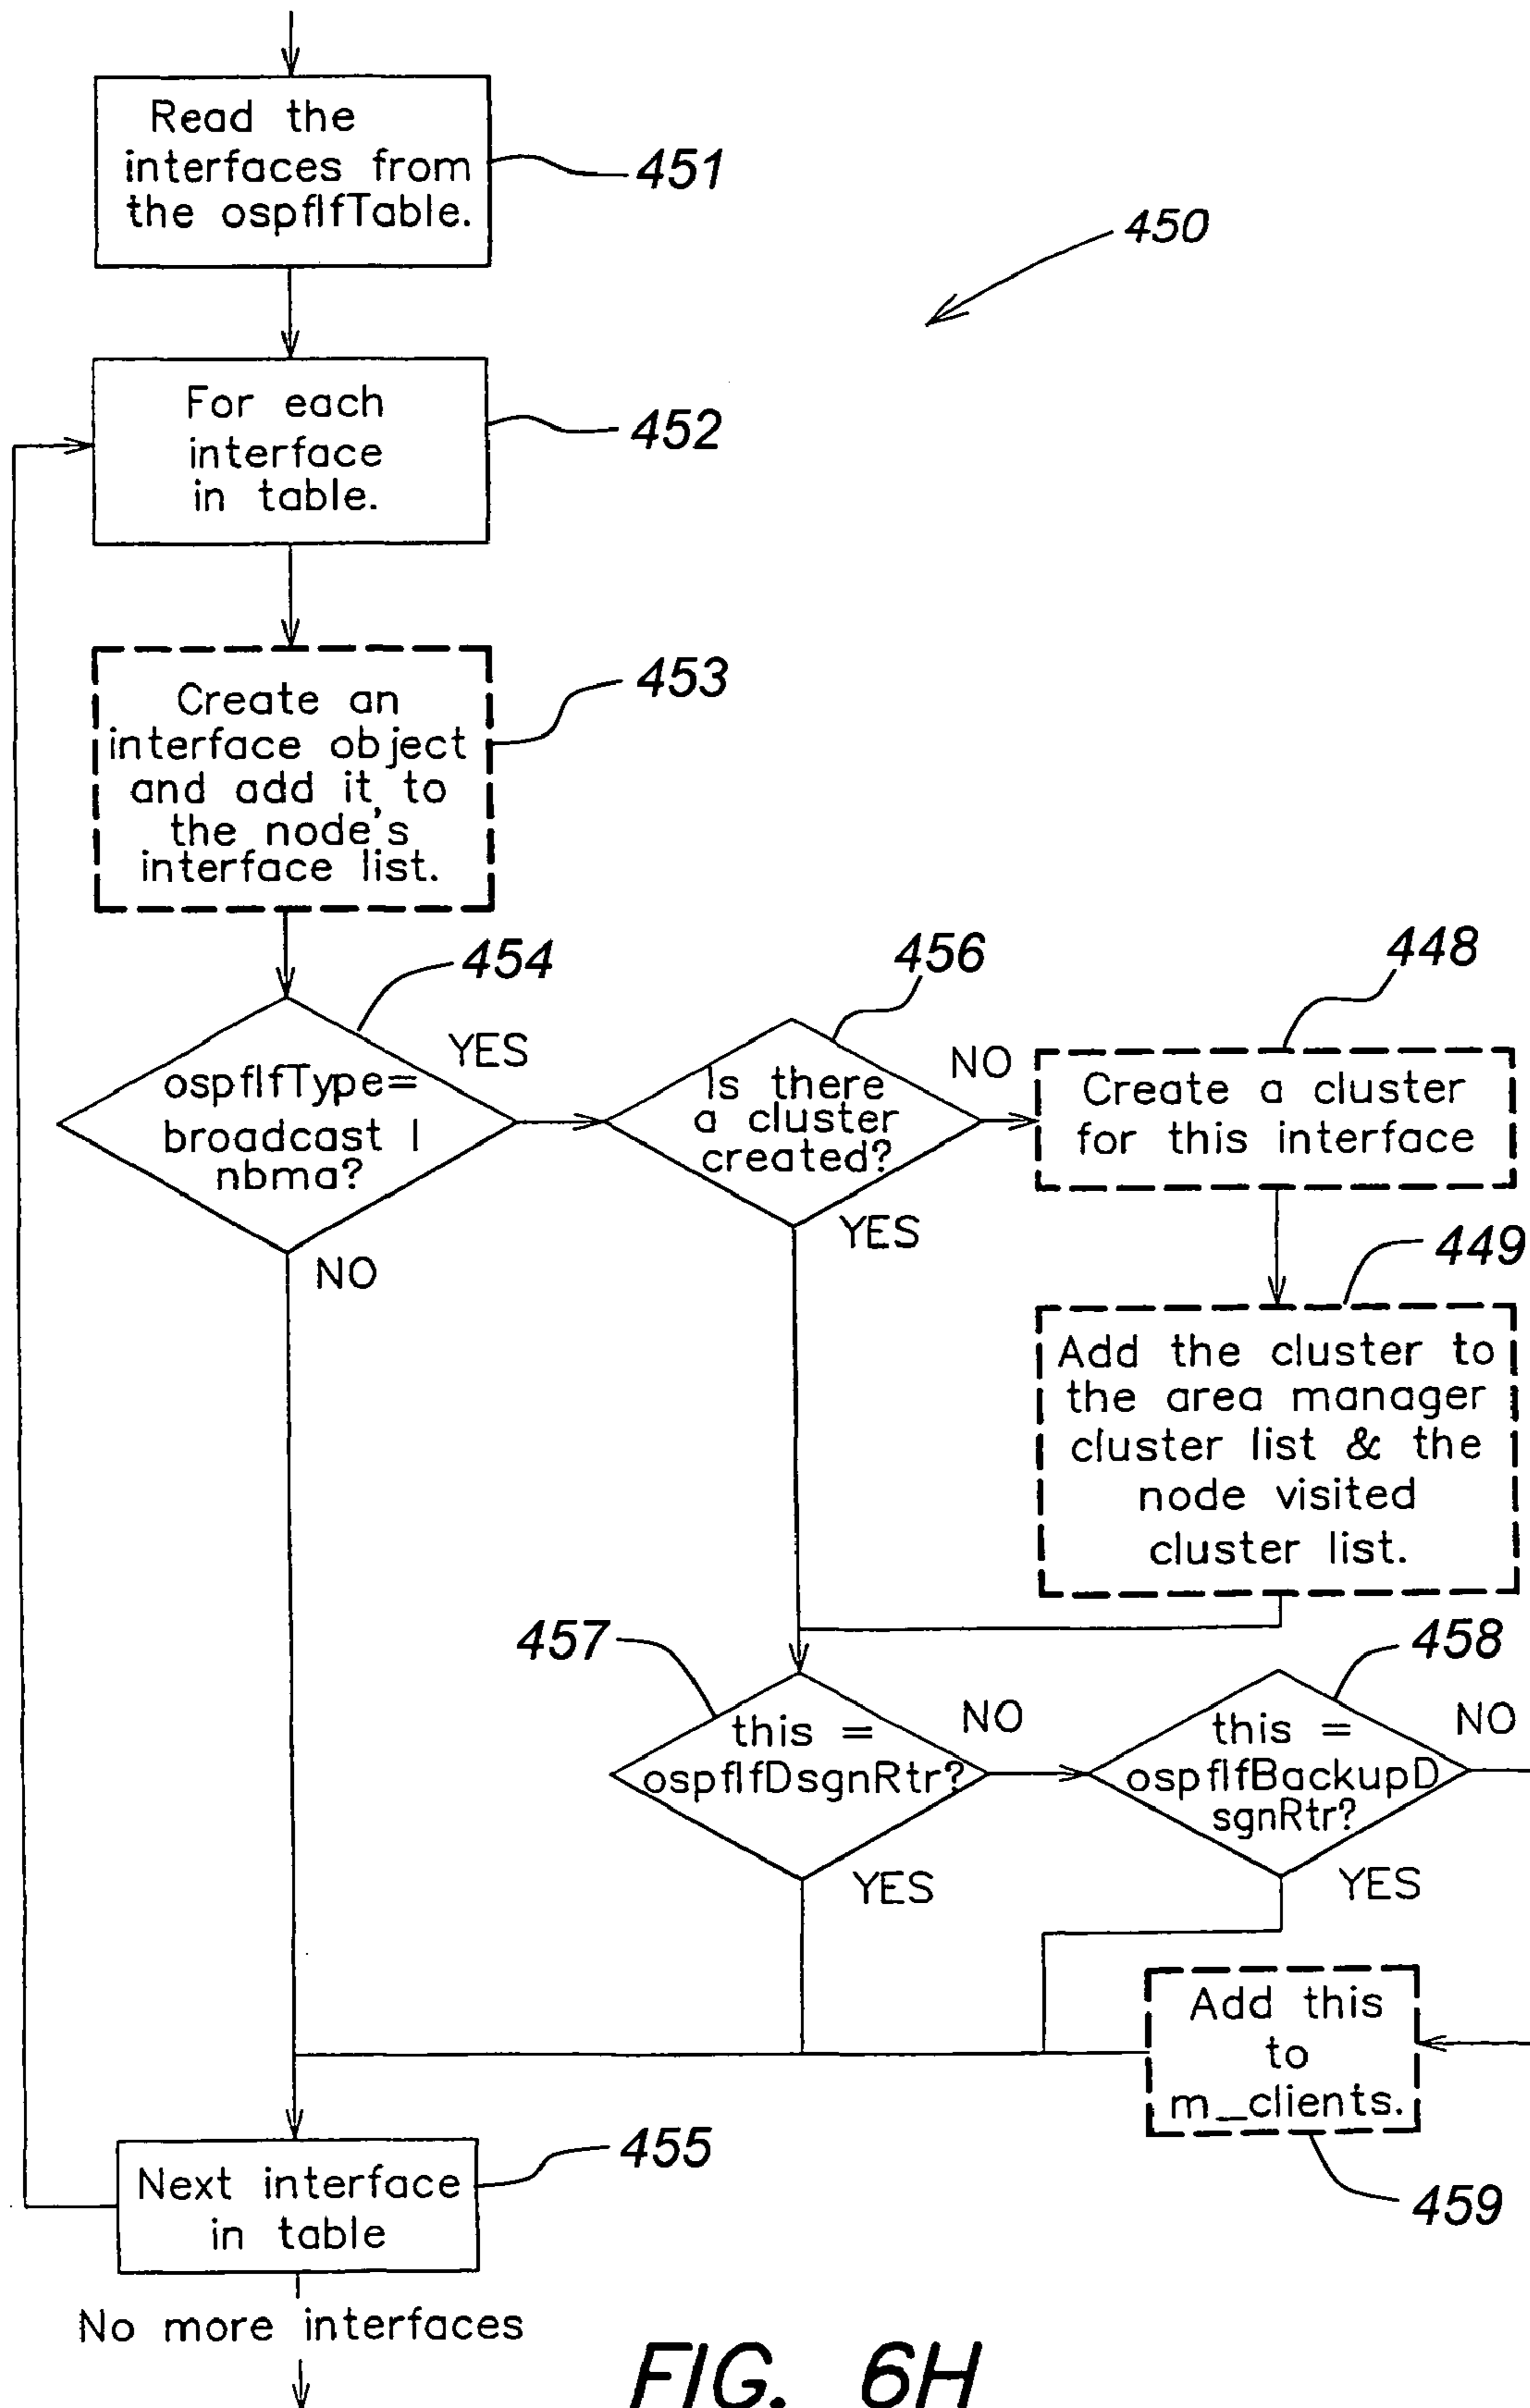 Read the
interfaces from
the ospfIfTable.
451
450
For each
interface
in table.
452
Create an
interface object
and add it to
the node's
interface list.
453
454
ospfIfType=
broadcast |
nbma?
YES
NO
456
Is there
a cluster
created?
NO
YES
448
Create a cluster
for this interface
449
Add the cluster to
the area manager
cluster list & the
node visited
cluster list.
457
this =
ospfIfDsgnRtr?
NO
YES
458
this =
ospfIfBackupD
sgnRtr?
NO
YES
Add this
to
m_clients.
459
Next interface
in table
455
No more interfaces
FIG. 6H